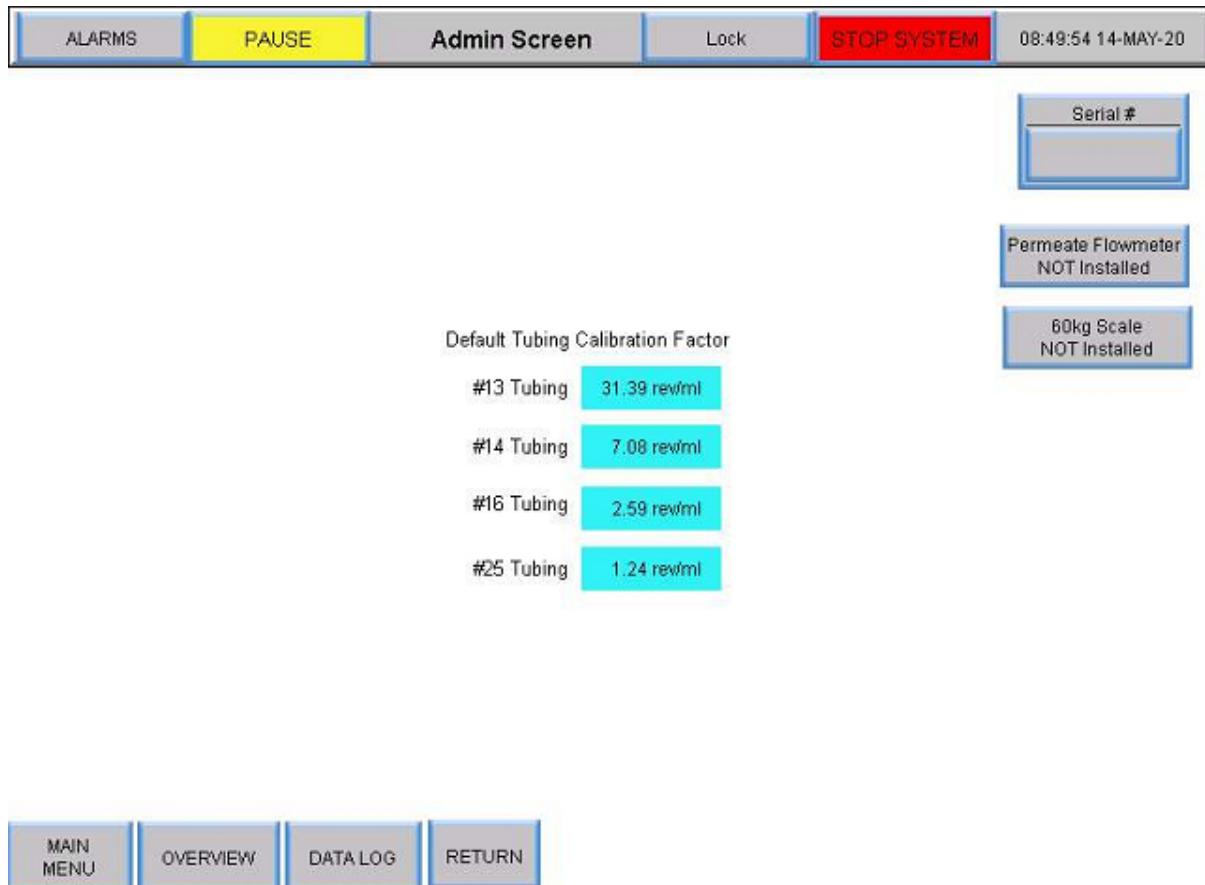 ALARMS PAUSE Admin Screen Lock STOP SYSTEM 08:49:54 14-MAY-20
Serial #
Permeate Flowmeter
NOT Installed
60kg Scale
NOT Installed
Default Tubing Calibration Factor
#13 Tubing 31.39 rev/ml
#14 Tubing 7.08 rev/ml
#16 Tubing 2.59 rev/ml
#25 Tubing 1.24 rev/ml
MAIN
MENU
OVERVIEW
DATA LOG
RETURN